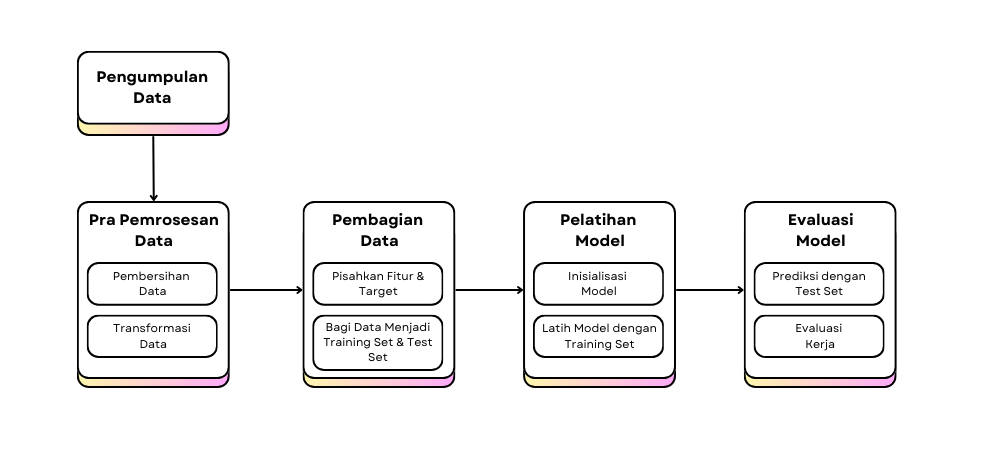 Pengumpulan
Data
Pra Pemrosesan
Data
Pembersihan
Data
Transformasi
Data
Pembagian
Data
Pisahkan Fitur &
Target
Bagi Data Menjadi
Training Set & Test
Set
Pelatihan
Model
Inisialisasi
Model
Latih Model dengan
Training Set
Evaluasi
Model
Prediksi dengan
Test Set
Evaluasi
Kerja